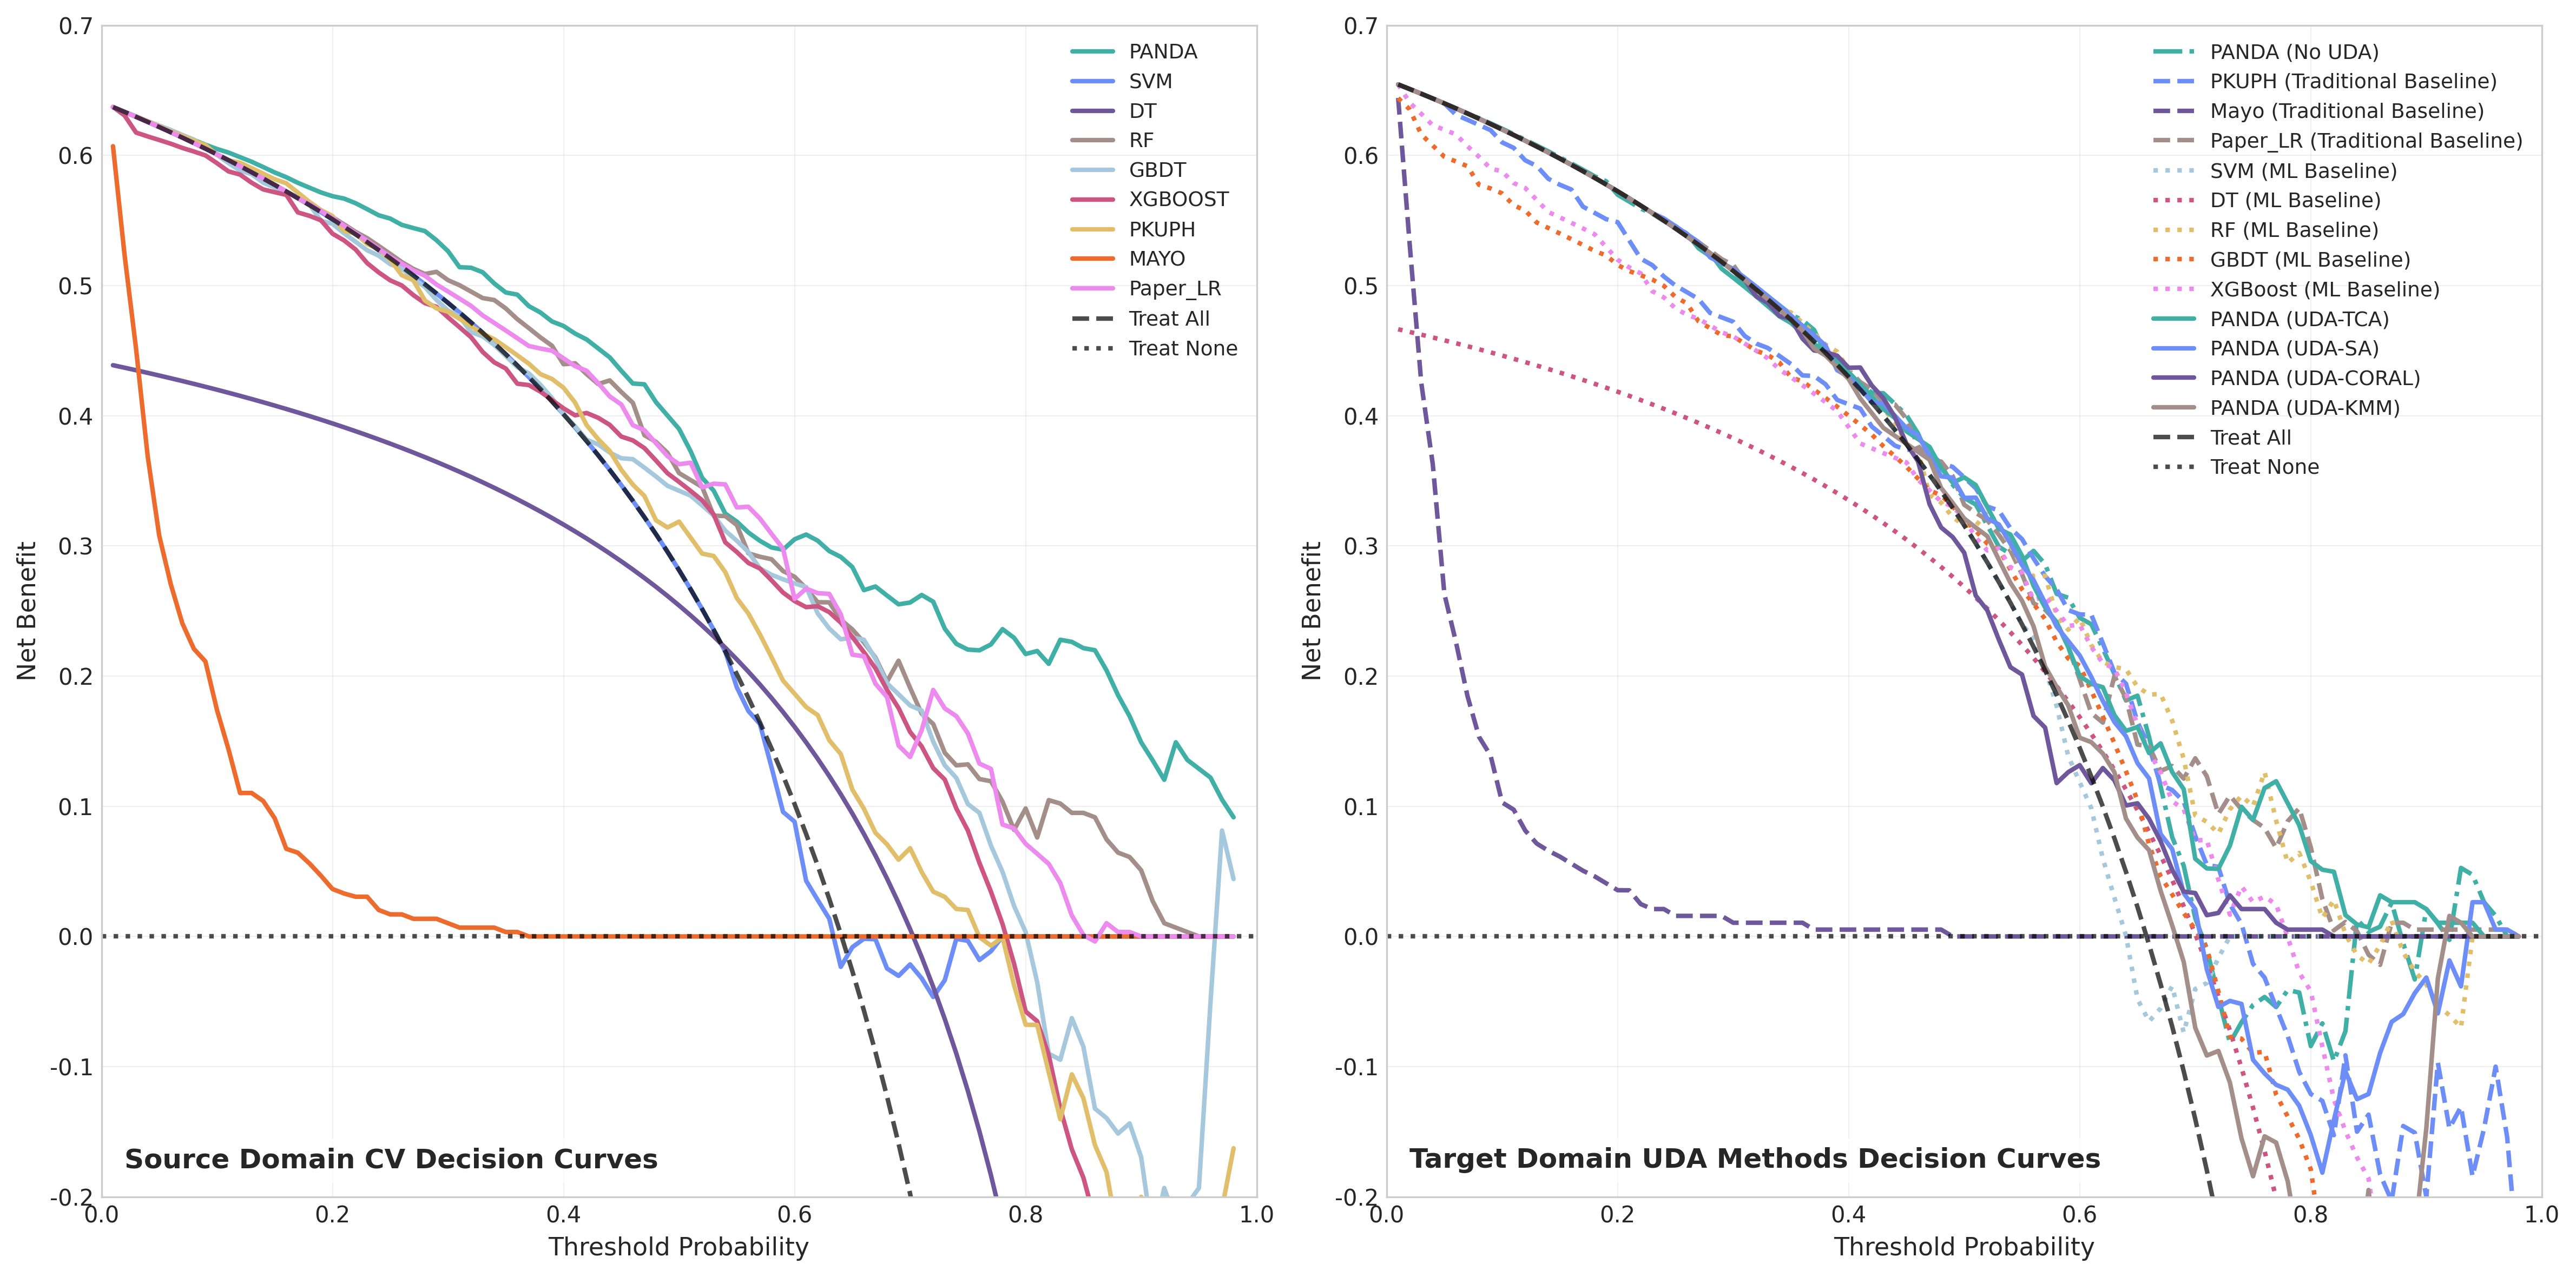 0.7
0.6
0.5
0.4
0.3
0.2
0.1
0.0
-0.1
-0.2
Net Benefit
PANDA
SVM
DT
RF
GBDT
XGBOOST
PKUPH
MAYO
Paper_LR
Treat All
Treat None
Source Domain CV Decision Curves
0.0 0.2 0.4 0.6 0.8 1.0
Threshold Probability
0.7
0.6
0.5
0.4
0.3
0.2
0.1
0.0
-0.1
-0.2
Net Benefit
PANDA (No UDA)
PKUPH (Traditional Baseline)
Mayo (Traditional Baseline)
Paper_LR (Traditional Baseline)
SVM (ML Baseline)
DT (ML Baseline)
RF (ML Baseline)
GBDT (ML Baseline)
XGBoost (ML Baseline)
PANDA (UDA-TCA)
PANDA (UDA-SA)
PANDA (UDA-CORAL)
PANDA (UDA-KMM)
Treat All
Treat None
Target Domain UDA Methods Decision Curves
0.0 0.2 0.4 0.6 0.8 1.0
Threshold Probability